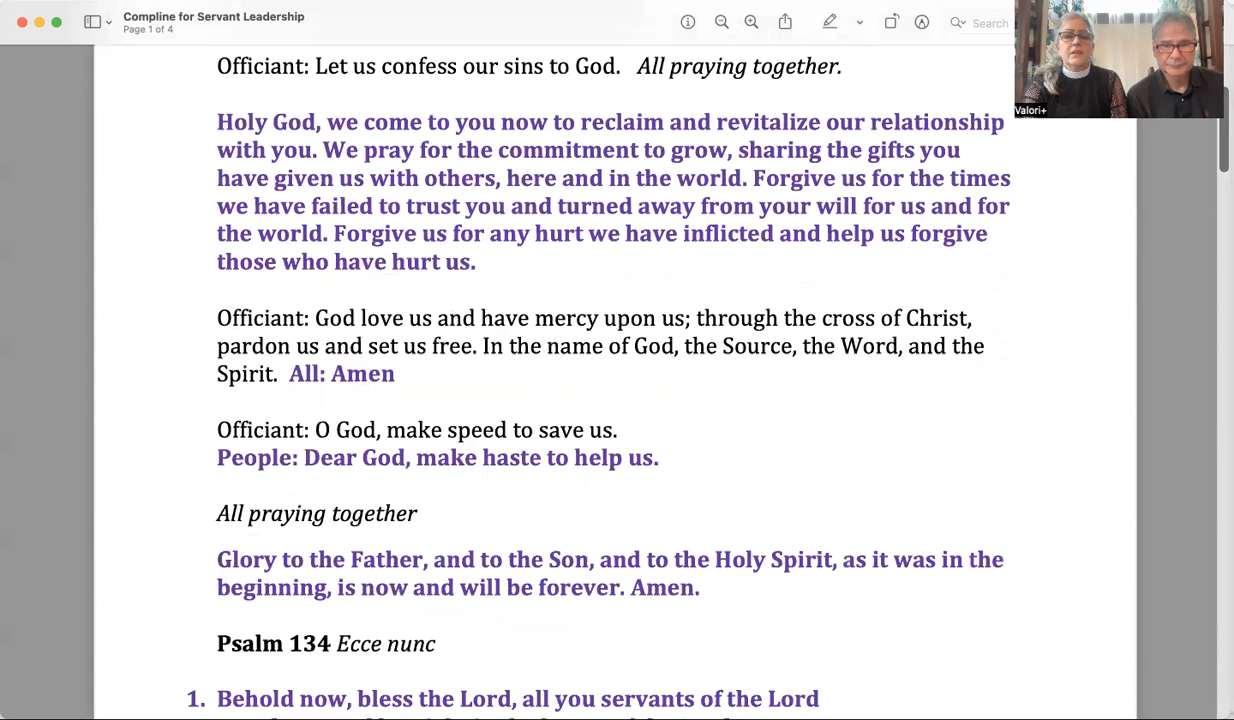 Compline for Servant Leadership
Page 1 of 4
Search
Valori+
Officiant: Let us confess our sins to God. All praying together.
Holy God, we come to you now to reclaim and revitalize our relationship
with you. We pray for the commitment to grow, sharing the gifts you
have given us with others, here and in the world. Forgive us for the times
we have failed to trust you and turned away from your will for us and for
the world. Forgive us for any hurt we have inflicted and help us forgive
those who have hurt us.
Officiant: God love us and have mercy upon us; through the cross of Christ,
pardon us and set us free. In the name of God, the Source, the Word, and the
Spirit. All: Amen
Officiant: O God, make speed to save us.
People: Dear God, make haste to help us.
All praying together
Glory to the Father, and to the Son, and to the Holy Spirit, as it was in the
beginning, is now and will be forever. Amen.
Psalm 134 Ecce nunc
1. Behold now, bless the Lord, all you servants of the Lord